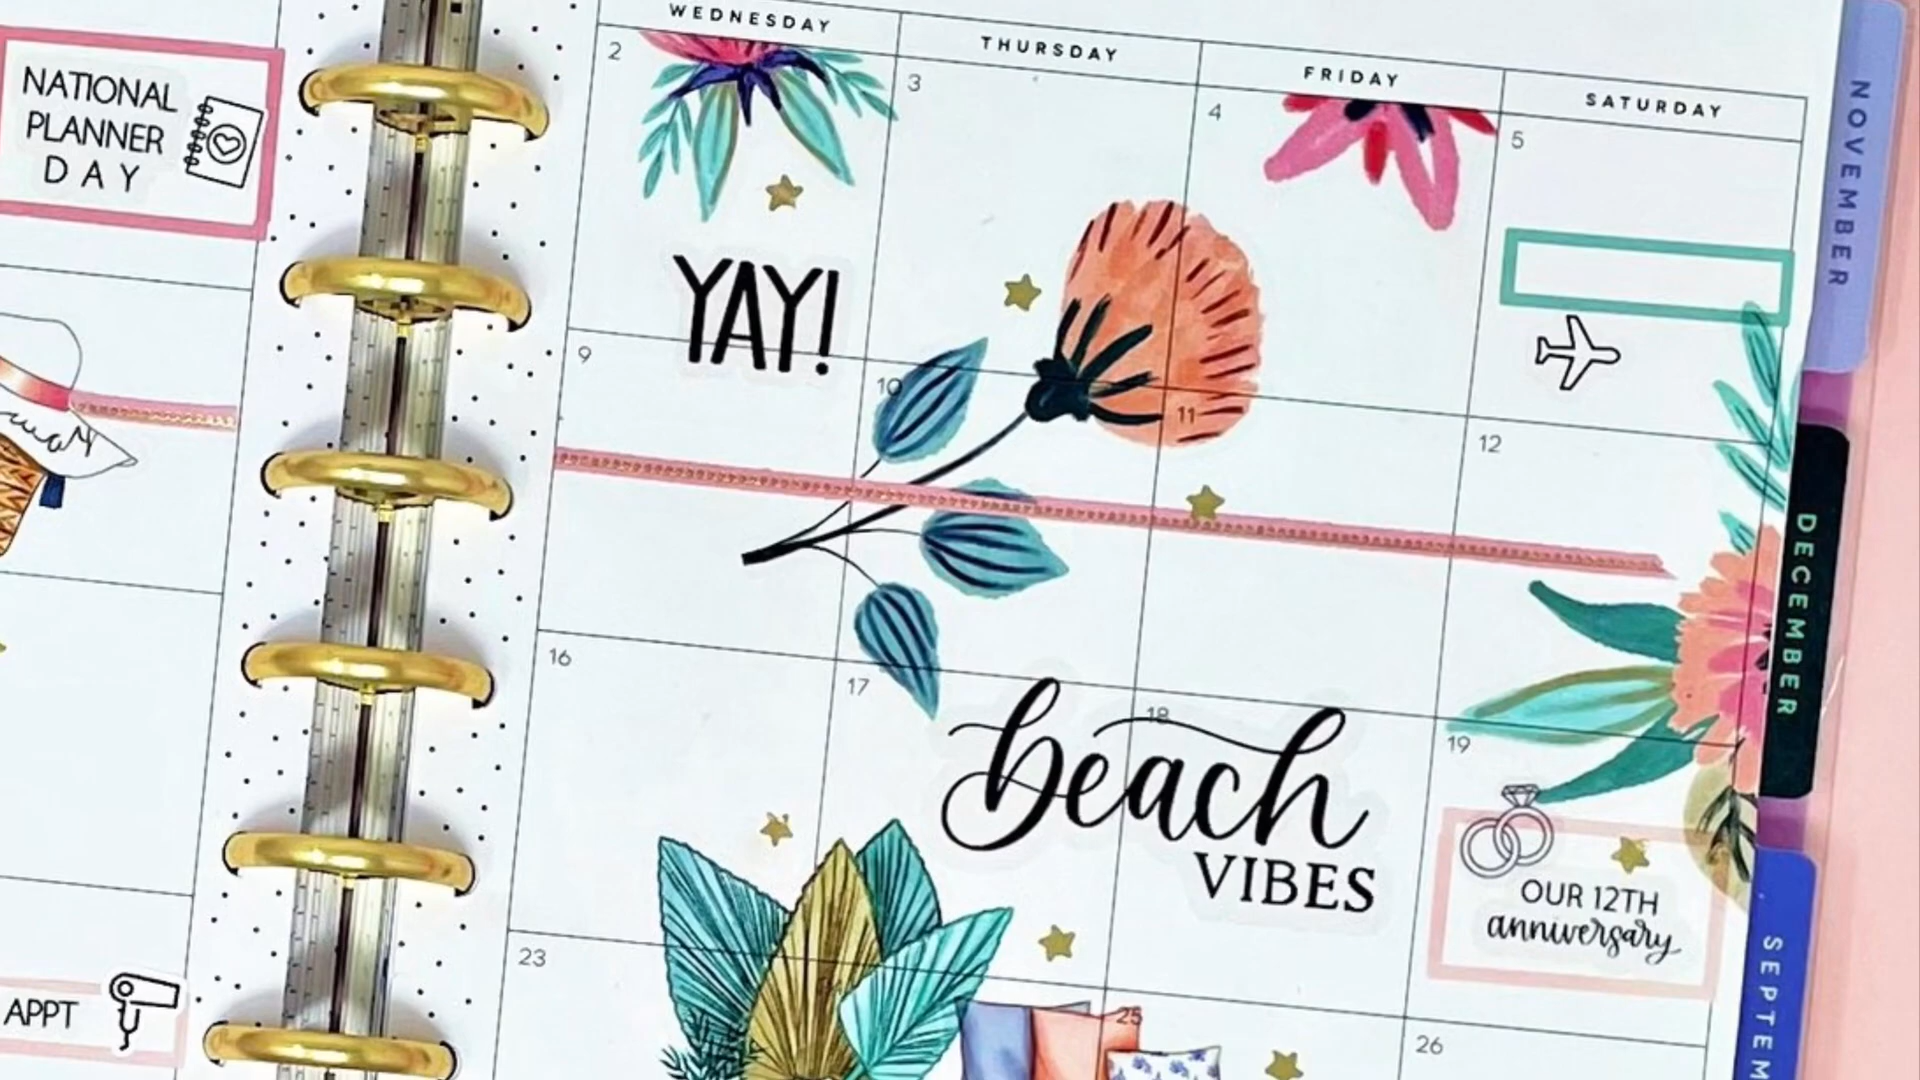 NATIONAL
PLANNER
DAY
APPT
WEDNESDAY
THURSDAY
FRIDAY
SATURDAY
2
3
4
5
YAY!
9
10
11
12
16
17
18
19
beach
VIBES
OUR 12TH
anniversary
23
25
26
NOVEMBER
DECEMBER
SEPTEM